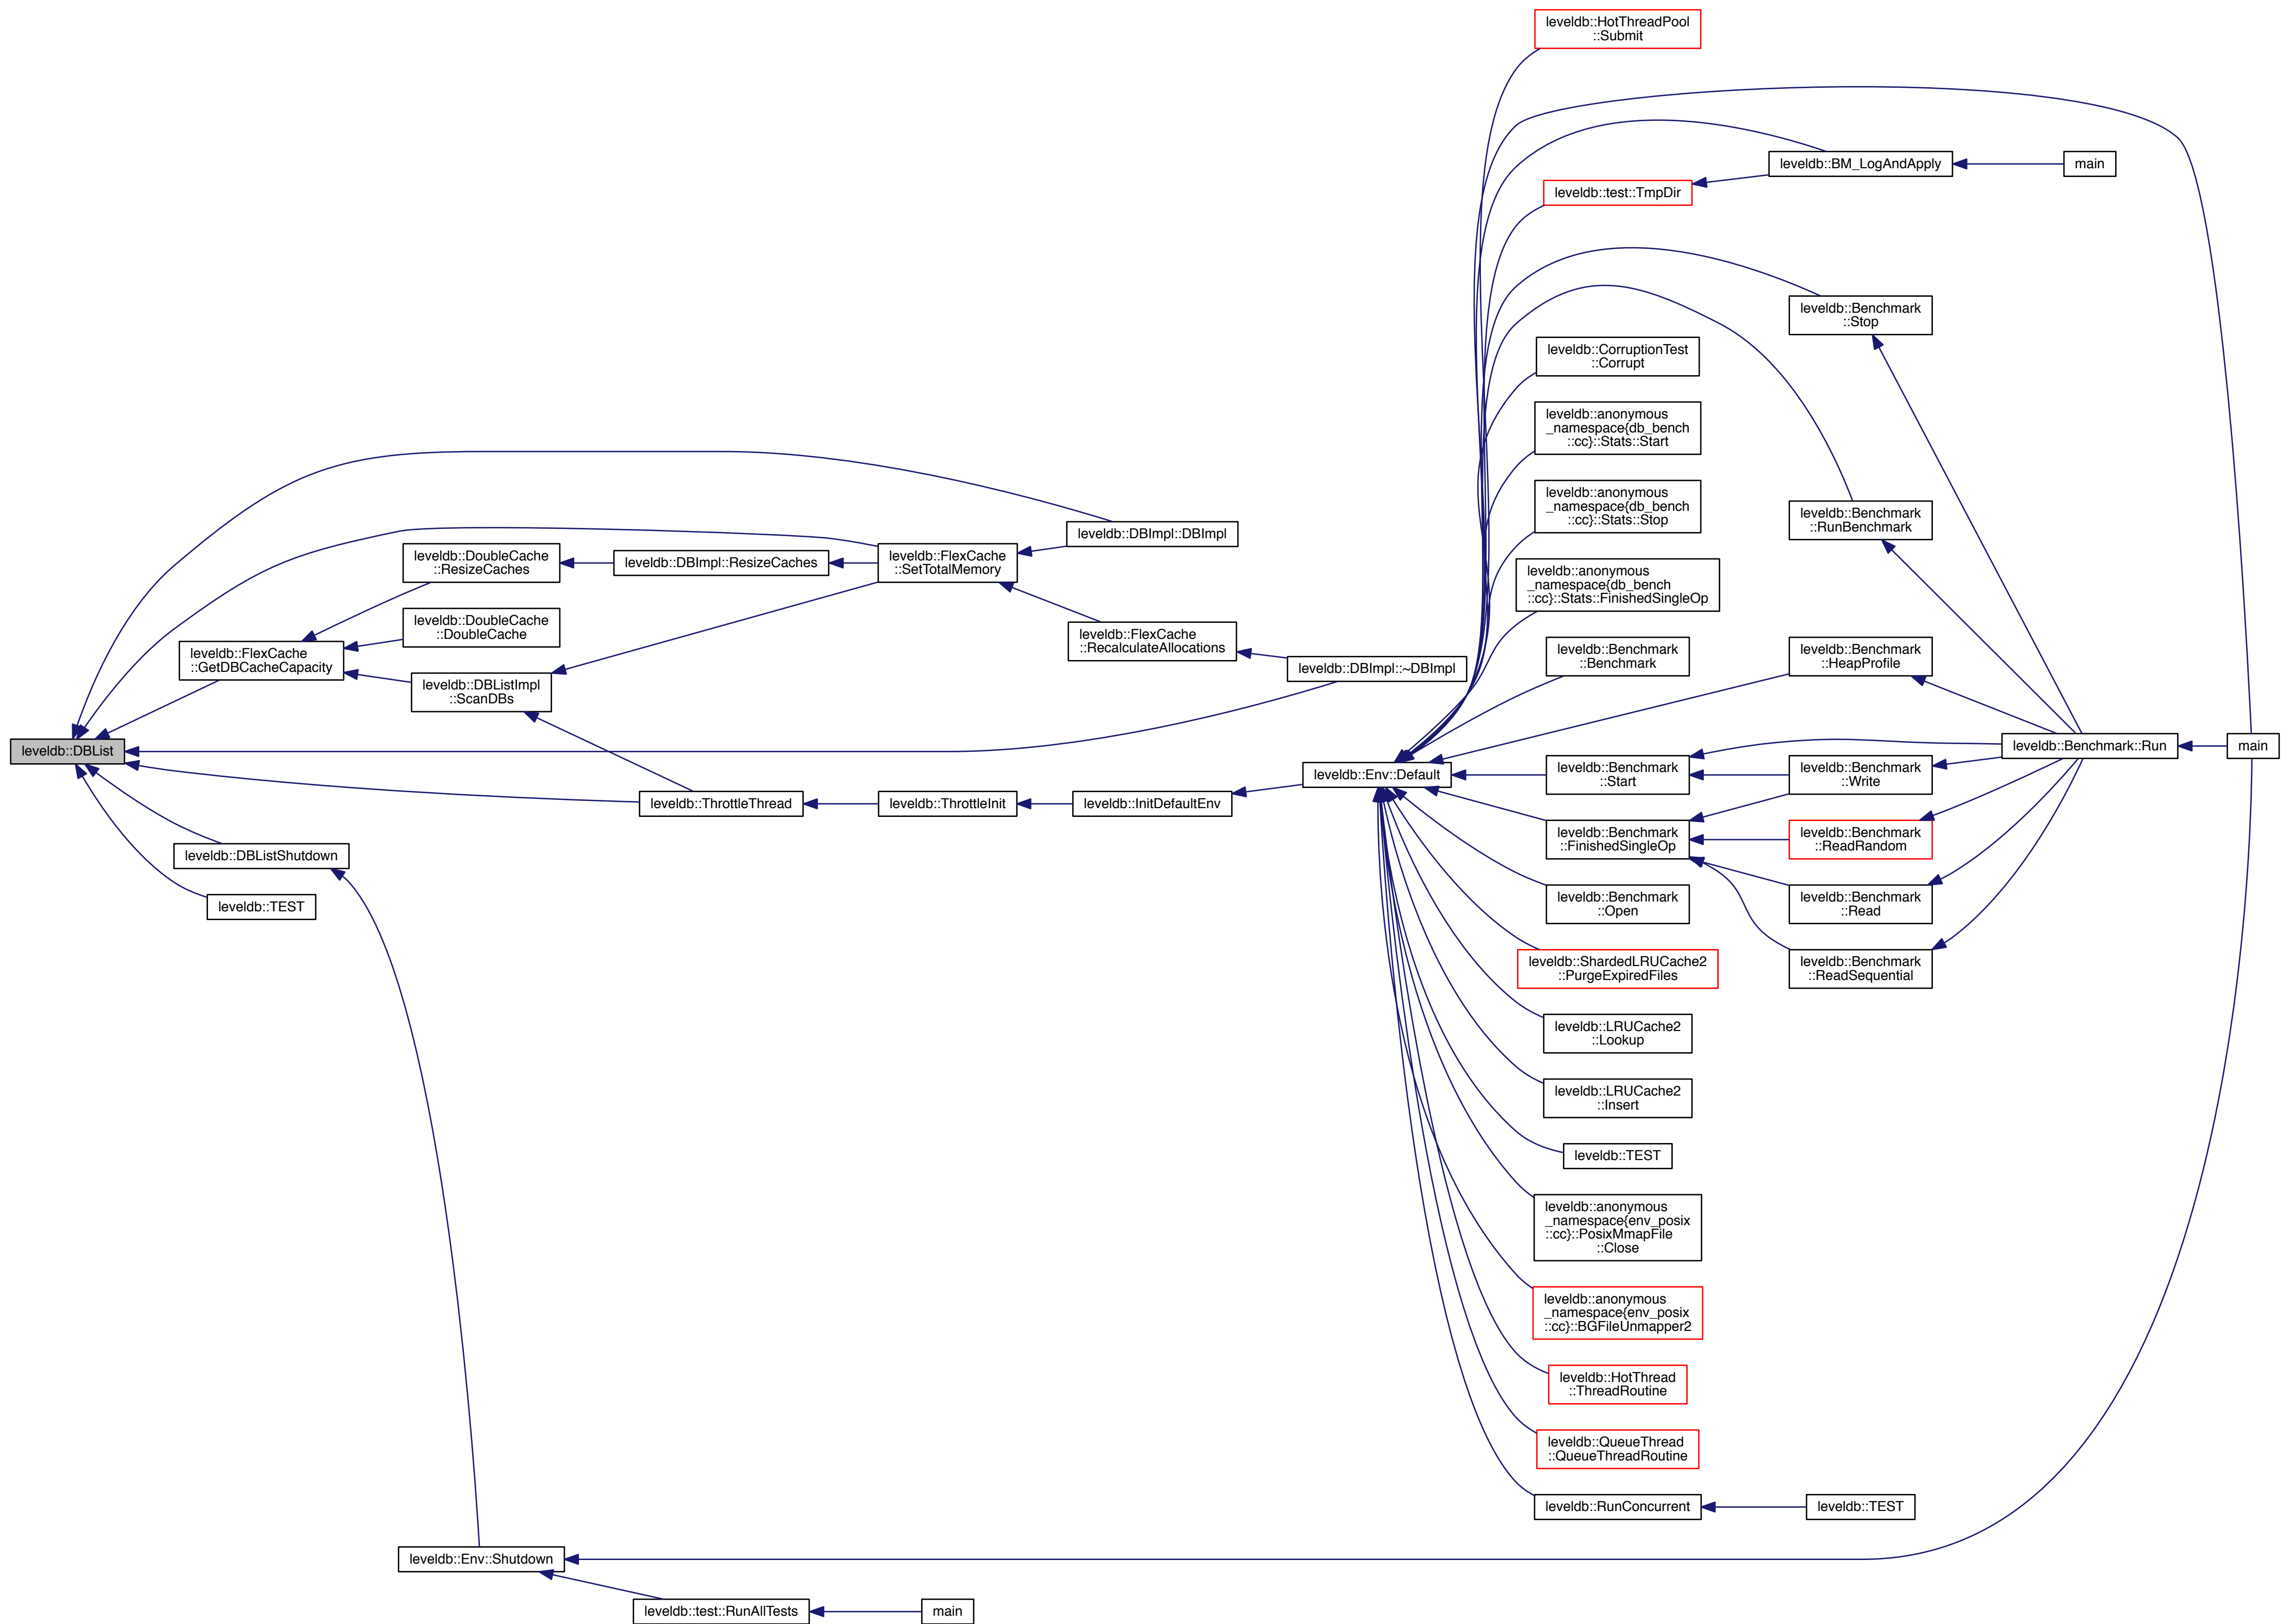 leveldb::HotThreadPool
::Submit
leveldb::BM_LogAndApply
main
leveldb::test::TmpDir
leveldb::Benchmark
::Stop
leveldb::CorruptionTest
::Corrupt
leveldb::anonymous
_namespace{db_bench
::cc}::Stats::Start
leveldb::anonymous
_namespace{db_bench
::cc}::Stats::Stop
leveldb::Benchmark
::RunBenchmark
leveldb::DBImpl::DBImpl
leveldb::DoubleCache
::ResizeCaches
leveldb::DBImpl::ResizeCaches
leveldb::FlexCache
::SetTotalMemory
leveldb::anonymous
_namespace{db_bench
::cc}::Stats::FinishedSingleOp
leveldb::DoubleCache
::DoubleCache
leveldb::FlexCache
::GetDBCacheCapacity
leveldb::FlexCache
::RecalculateAllocations
leveldb::DBImpl::~DBImpl
leveldb::Benchmark
::Benchmark
leveldb::Benchmark
::HeapProfile
leveldb::DBListImpl
::ScanDBs
leveldb::DBList
leveldb::Env::Default
leveldb::Benchmark
::Start
leveldb::Benchmark
::Write
leveldb::Benchmark::Run
main
leveldb::ThrottleThread
leveldb::ThrottleInit
leveldb::InitDefaultEnv
leveldb::Benchmark
::FinishedSingleOp
leveldb::Benchmark
::ReadRandom
leveldb::DBListShutdown
leveldb::TEST
leveldb::Benchmark
::Open
leveldb::Benchmark
::Read
leveldb::ShardedLRUCache2
::PurgeExpiredFiles
leveldb::Benchmark
::ReadSequential
leveldb::LRUCache2
::Lookup
leveldb::LRUCache2
::Insert
leveldb::TEST
leveldb::anonymous
_namespace{env_posix
::cc}::PosixMmapFile
::Close
leveldb::anonymous
_namespace{env_posix
::cc}::BGFileUnmapper2
leveldb::HotThread
::ThreadRoutine
leveldb::QueueThread
::QueueThreadRoutine
leveldb::RunConcurrent
leveldb::TEST
leveldb::Env::Shutdown
leveldb::test::RunAllTests
main